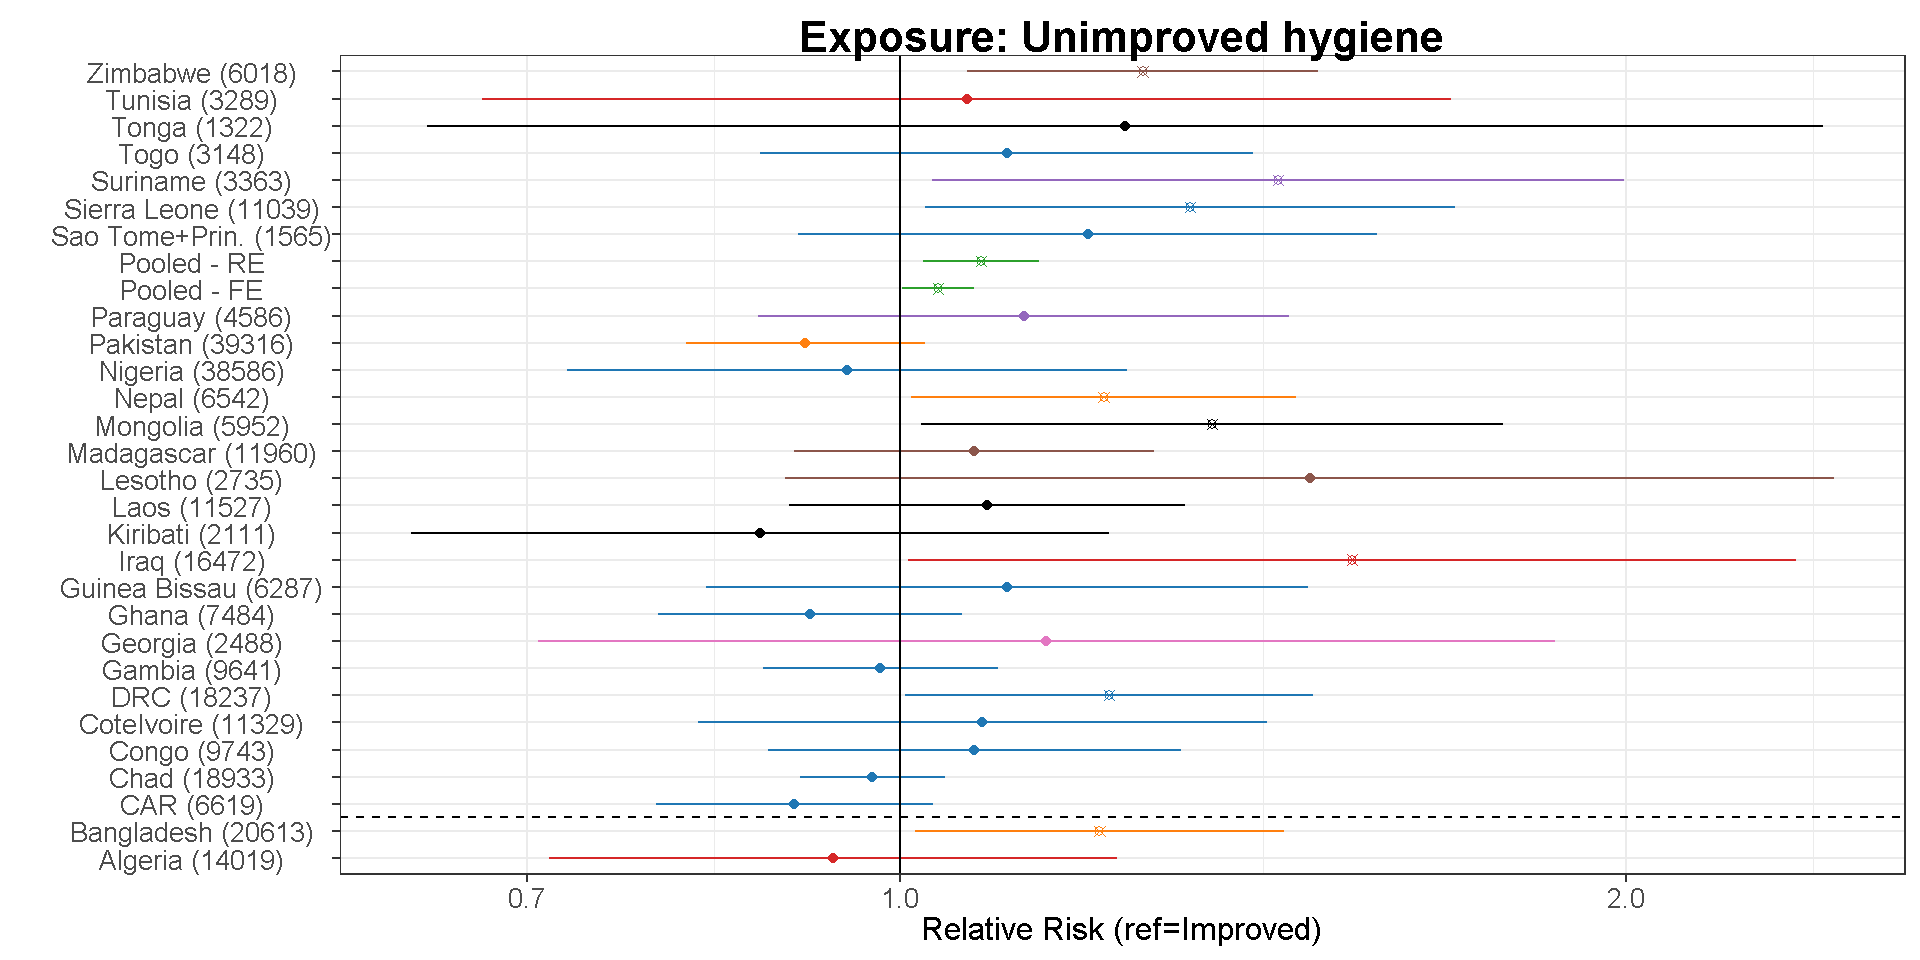 Exposure: Unimproved hygiene
Zimbabwe (6018)
Tunisia (3289)
Tonga (1322)
Togo (3148)
Suriname (3363)
Sierra Leone (11039)
Sao Tome+Prin. (1565)
Pooled - RE
Pooled - FE
Paraguay (4586)
Pakistan (39316)
Nigeria (38586)
Nepal (6542)
Mongolia (5952)
Madagascar (11960)
Lesotho (2735)
Laos (11527)
Kiribati (2111)
Iraq (16472)
Guinea Bissau (6287)
Ghana (7484)
Georgia (2488)
Gambia (9641)
DRC (18237)
CoteIvoire (11329)
Congo (9743)
Chad (18933)
CAR (6619)
Bangladesh (20613)
Algeria (14019)
0.7 1.0 2.0
Relative Risk (ref=Improved)